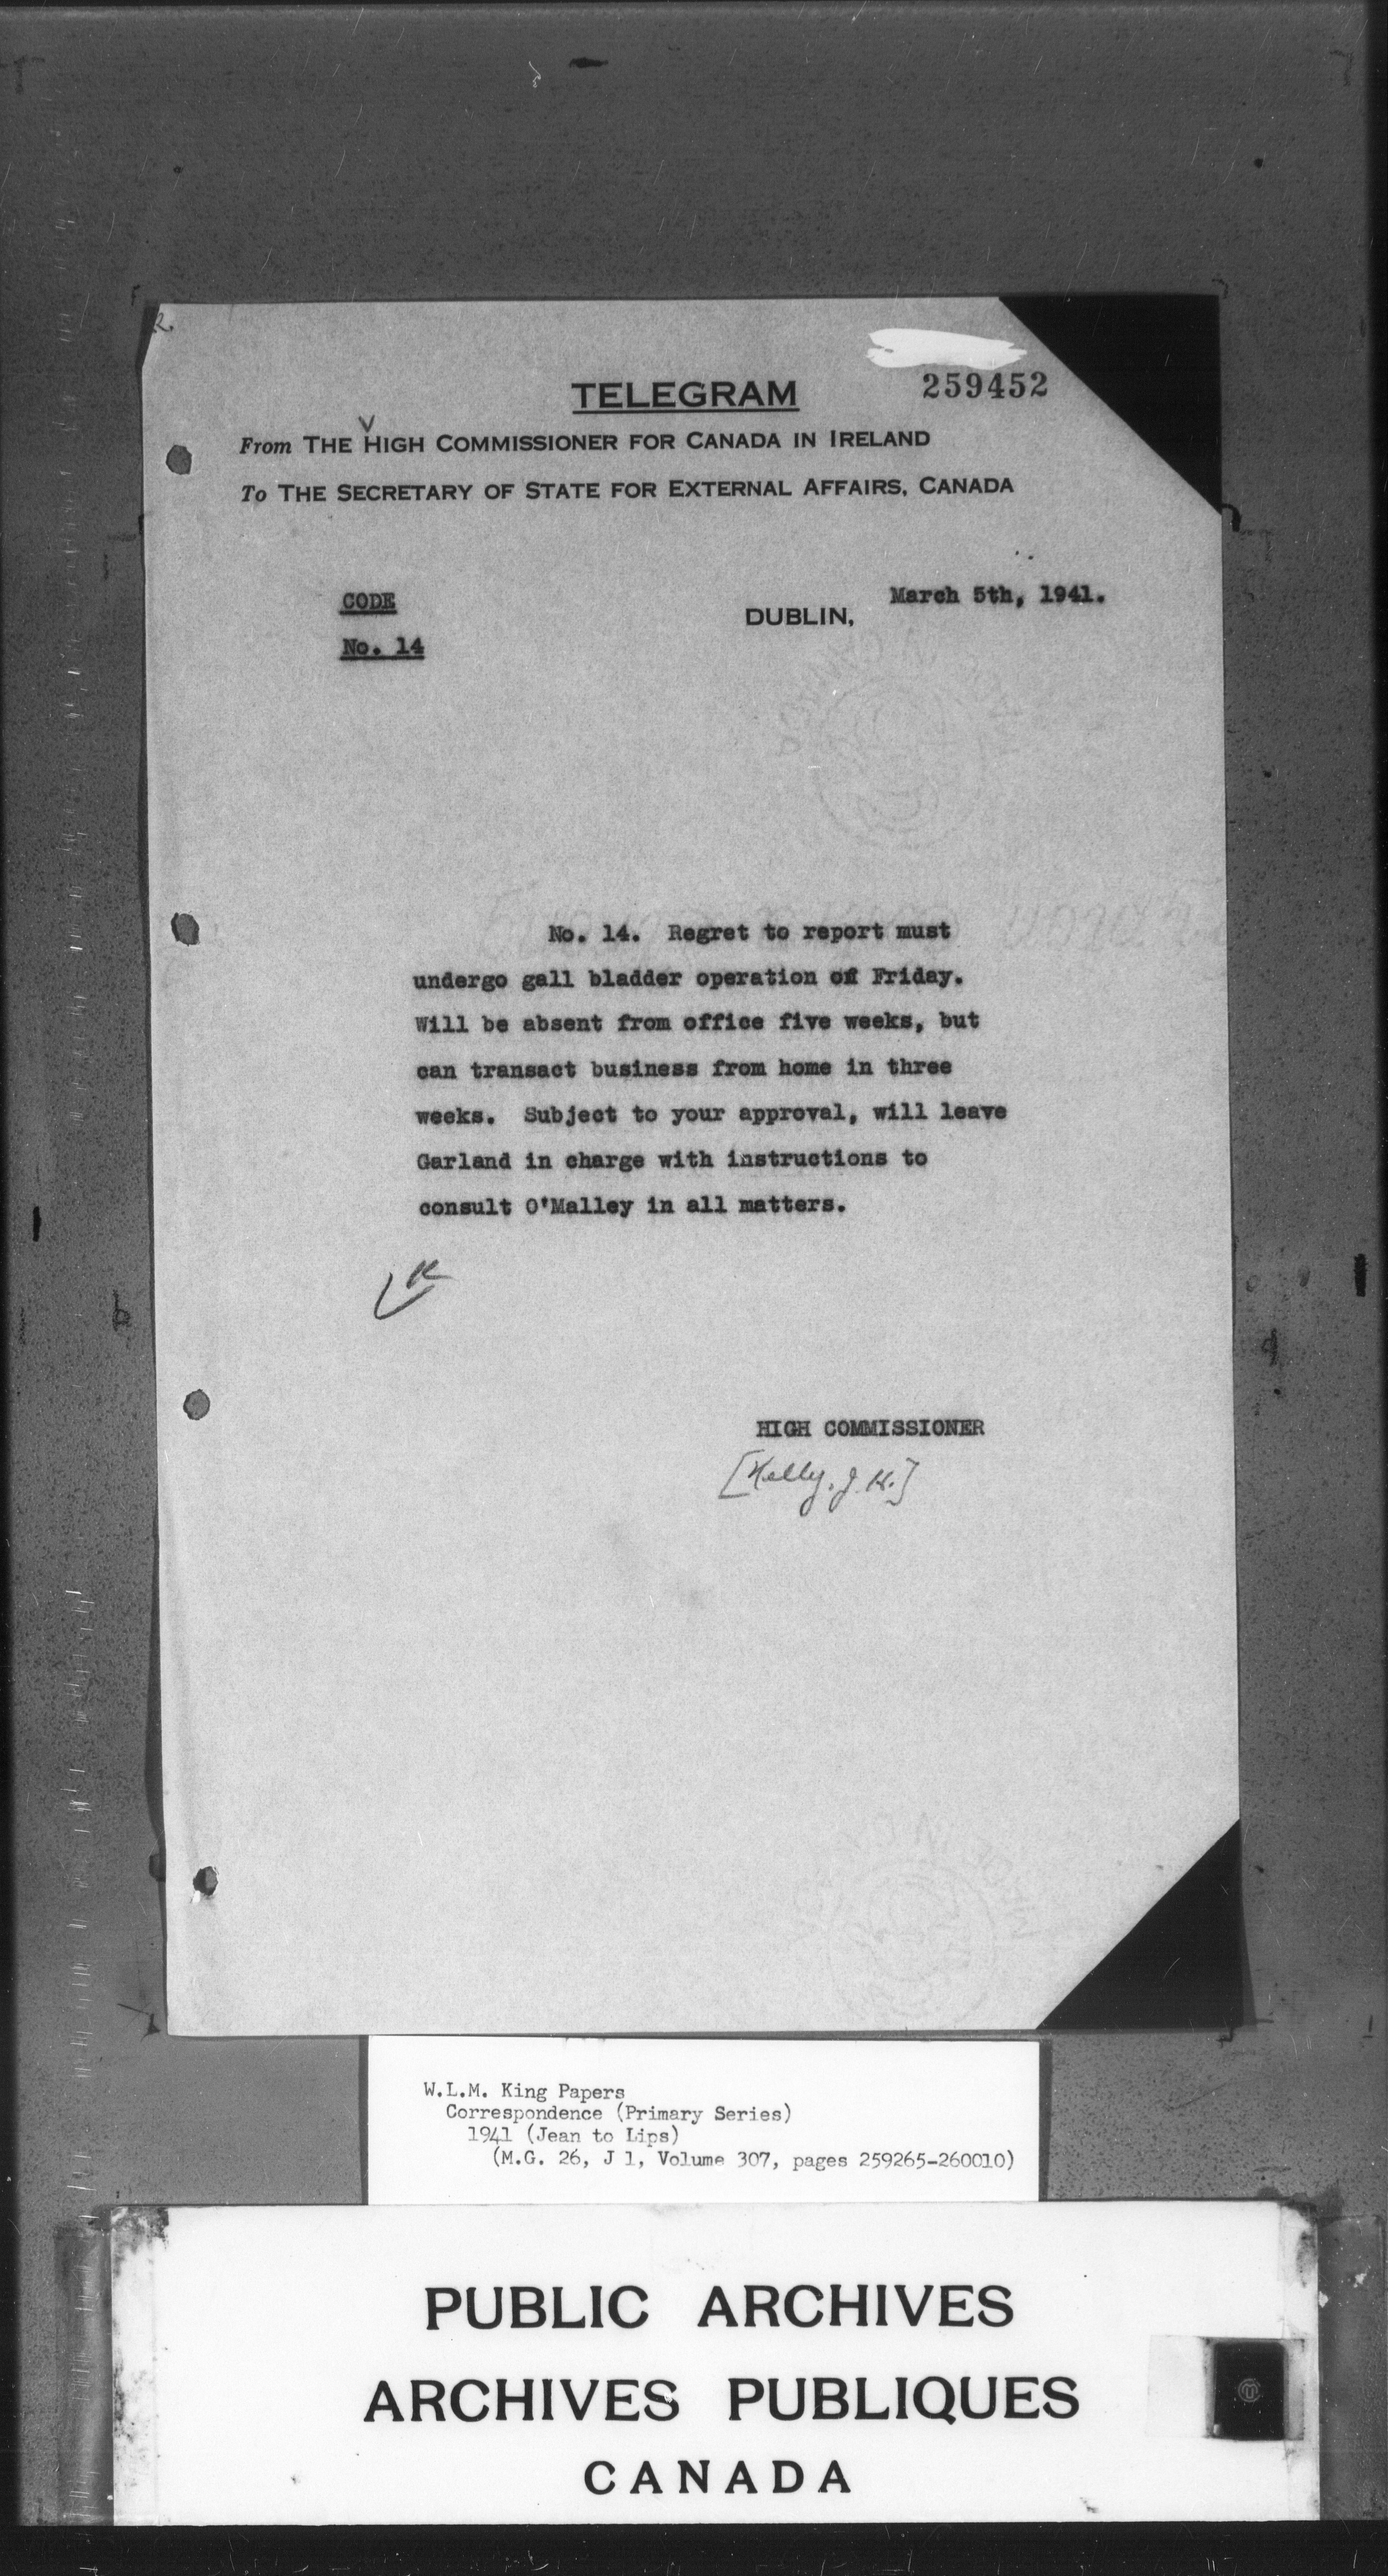 259452
TELEGRAM
From THE HIGH COMMISSIONER FOR CANADA IN IRELAND
To THE SECRETARY OF STATE FOR EXTERNAL AFFAIRS, CANADA
CODE
DUBLIN, March 5th, 1941.
No. 14
No. 14. Regret to report must
undergo gall bladder operation on Friday.
Will be absent from office five weeks, but
can transact business from home in three
weeks. Subject to your approval, will leave
Garland in charge with instructions to
consult O'Malley in all matters.
K
HIGH COMMISSIONER
[Kelly, J. H.]
W.L.M. King Papers
Correspondence (Primary Series)
1941 (Jean to Lips)
(M.G. 26, J 1, Volume 307, pages 259265-260010)
PUBLIC ARCHIVES
ARCHIVES PUBLIQUES
CANADA